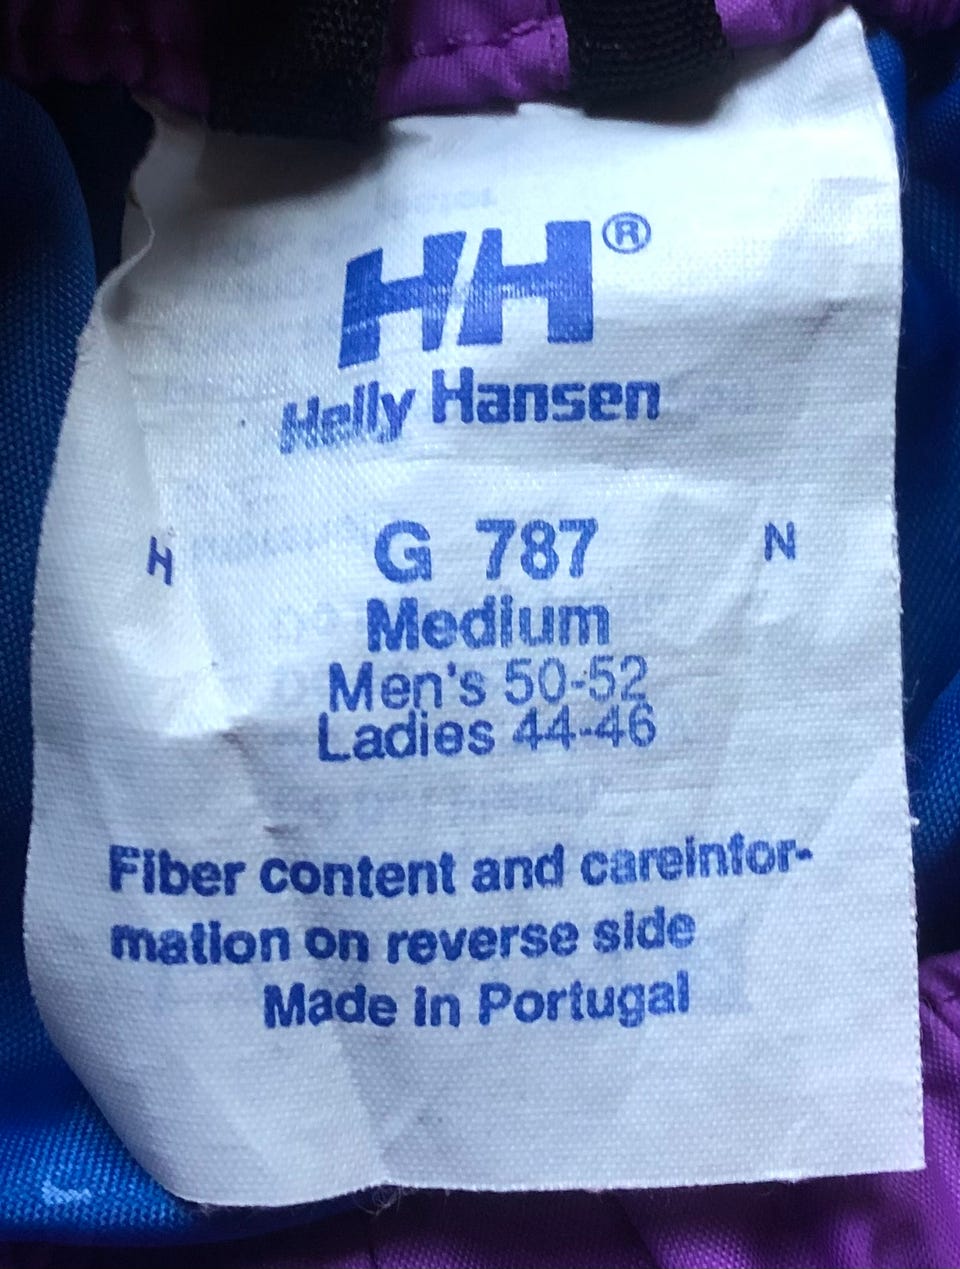 HH®
Helly Hansen
H G 787 N
Medium
Men's 50-52
Ladies 44-46
Fiber content and careinfor-
mation on reverse side
Made in Portugal